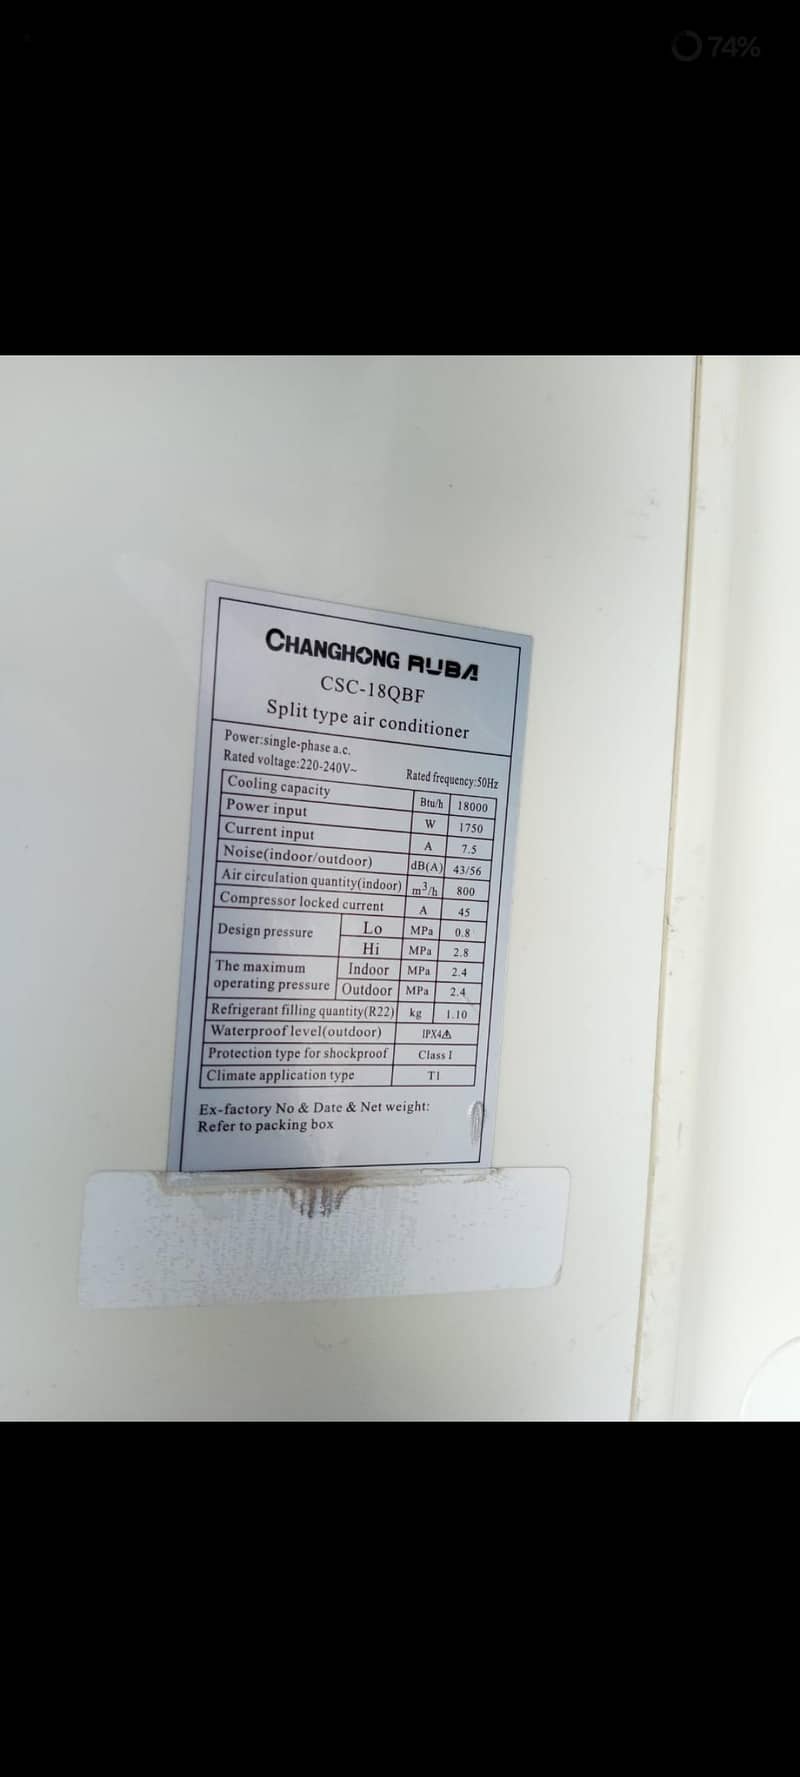 74%
CHANGHONG RUBA
CSC-18QBF
Split type air conditioner
Power:single-phase a.c.
Rated voltage:220-240V~ Rated frequency:50Hz
Cooling capacity Btu/h 18000
Power input W 1750
Current input A 7.5
Noise(indoor/outdoor) dB(A) 43/56
Air circulation quantity(indoor) m³/h 800
Compressor locked current A 45
Design pressure Lo MPa 0.8
Hi MPa 2.8
The maximum Indoor MPa 2.4
operating pressure Outdoor MPa 2.4
Refrigerant filling quantity(R22) kg 1.10
Waterproof level(outdoor) IPX4
Protection type for shockproof Class I
Climate application type T1
Ex-factory No & Date & Net weight:
Refer to packing box